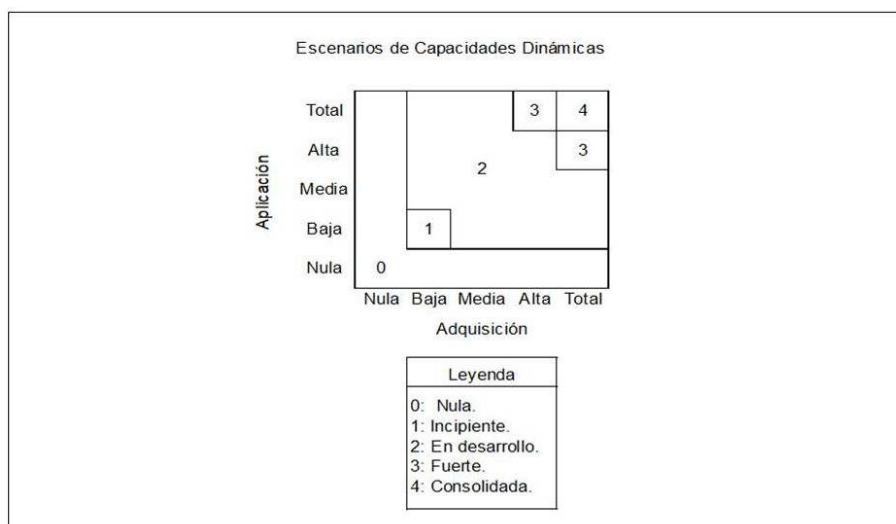 Escenarios de Capacidades Dinámicas
Aplicación
Total 3 4
Alta 3
2
Media
Baja 1
Nula 0
Nula Baja Media Alta Total
Adquisición
Leyenda
0: Nula.
1: Incipiente.
2: En desarrollo.
3: Fuerte.
4: Consolidada.